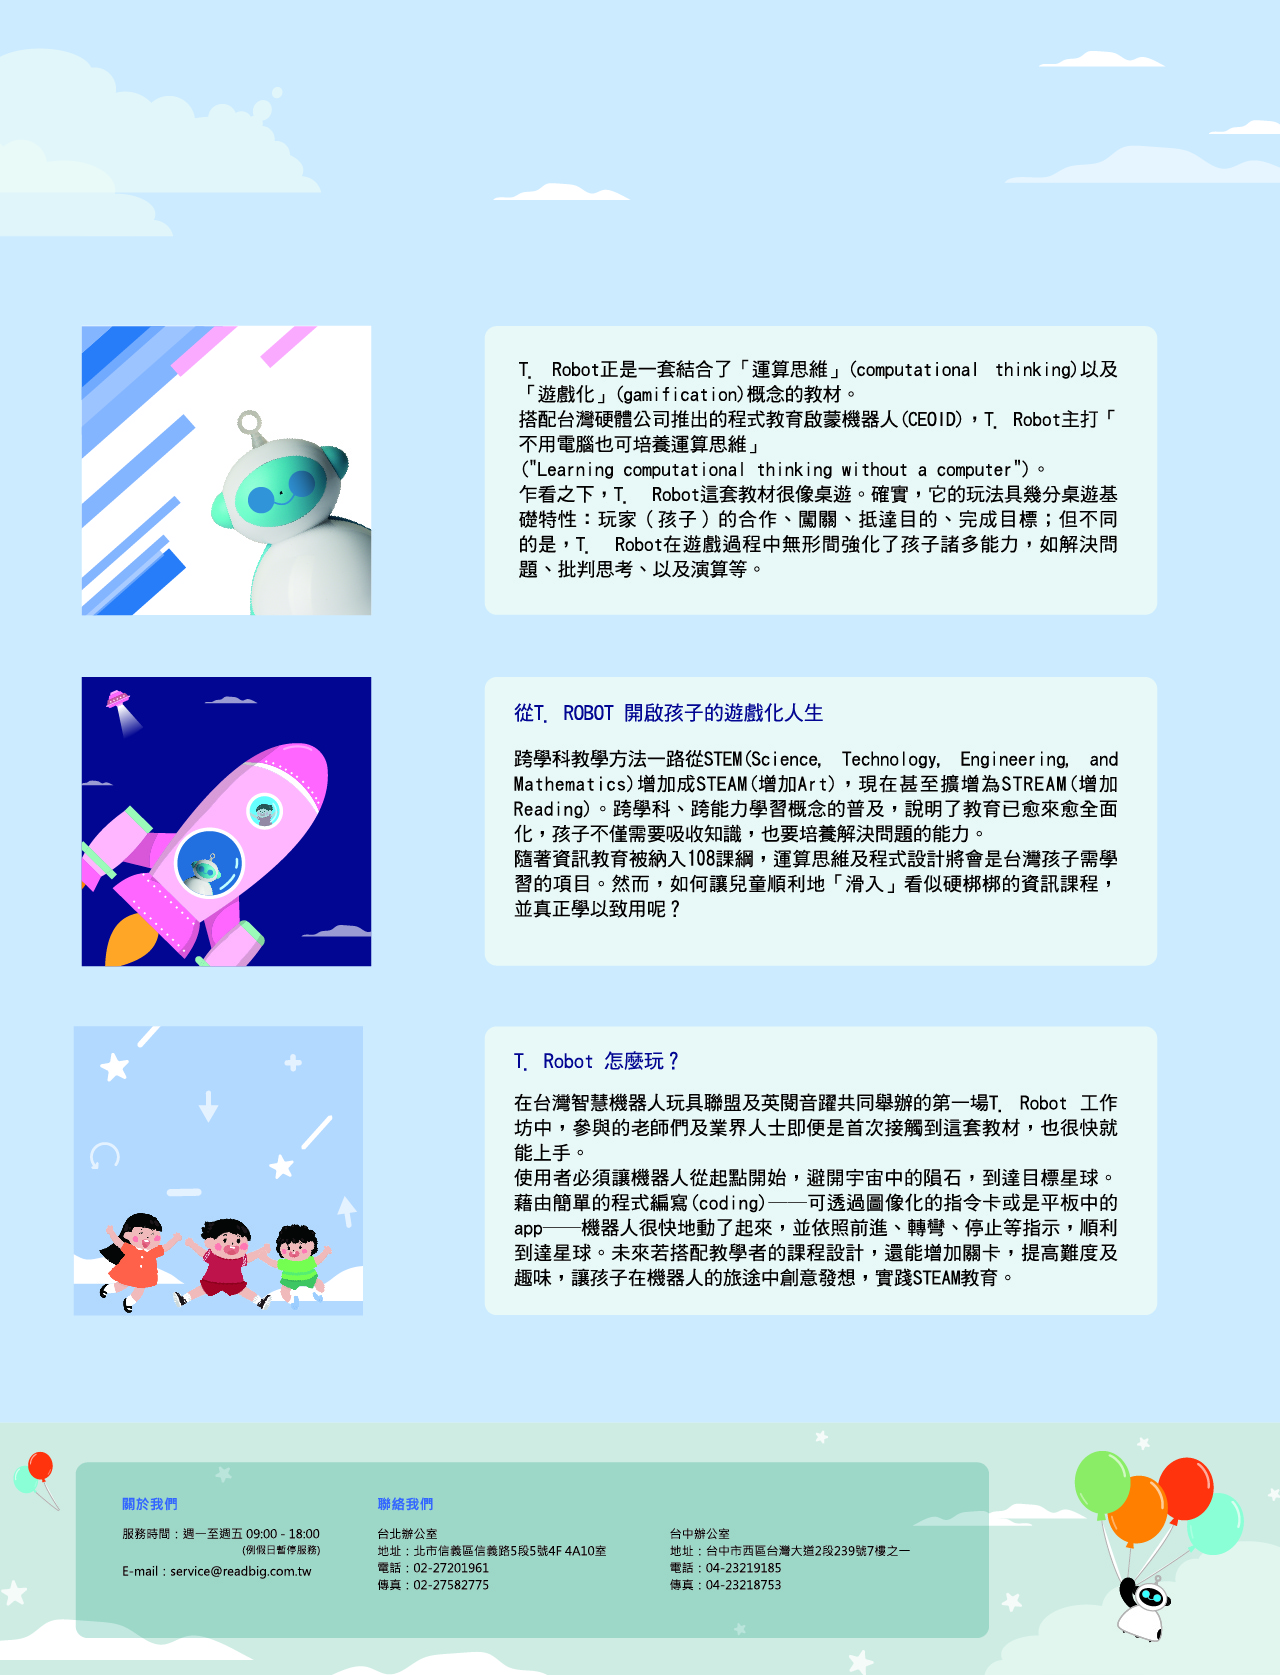 T. Robot正是一套結合了「運算思維」(computational thinking)以及
「遊戲化」(gamification)概念的教材。
搭配台灣硬體公司推出的程式教育啟蒙機器人(CEOID)，T. Robot主打「
不用電腦也可培養運算思維」
("Learning computational thinking without a computer")。
乍看之下，T. Robot這套教材很像桌遊。確實，它的玩法具幾分桌遊基
礎特性：玩家（孩子）的合作、闖關、抵達目的、完成目標；但不同
的是，T. Robot在遊戲過程中無形間強化了孩子諸多能力，如解決問
題、批判思考、以及演算等。
從T. ROBOT 開啟孩子的遊戲化人生
跨學科教學方法一路從STEM(Science, Technology, Engineering, and
Mathematics)增加成STEAM(增加Art)，現在甚至擴增為STREAM(增加
Reading)。跨學科、跨能力學習概念的普及，說明了教育已愈來愈全面
化，孩子不僅需要吸收知識，也要培養解決問題的能力。
隨著資訊教育被納入108課綱，運算思維及程式設計將會是台灣孩子需學
習的項目。然而，如何讓兒童順利地「滑入」看似硬梆梆的資訊課程，
並真正學以致用呢？
T. Robot 怎麼玩？
在台灣智慧機器人玩具聯盟及英閱音躍共同舉辦的第一場T. Robot 工作
坊中，參與的老師們及業界人士即便是首次接觸到這套教材，也很快就
能上手。
使用者必須讓機器人從起點開始，避開宇宙中的隕石，到達目標星球。
藉由簡單的程式編寫(coding)──可透過圖像化的指令卡或是平板中的
app──機器人很快地動了起來，並依照前進、轉彎、停止等指示，順利
到達星球。未來若搭配教學者的課程設計，還能增加關卡，提高難度及
趣味，讓孩子在機器人的旅途中創意發想，實踐STEAM教育。
關於我們
服務時間：週一至週五 09:00 - 18:00
(例假日暫停服務)
E-mail：service@readbig.com.tw
聯絡我們
台北辦公室
地址：北市信義區信義路5段5號4F 4A10室
電話：02-27201961
傳真：02-27582775
台中辦公室
地址：台中市西區台灣大道2段239號7樓之一
電話：04-23219185
傳真：04-23218753